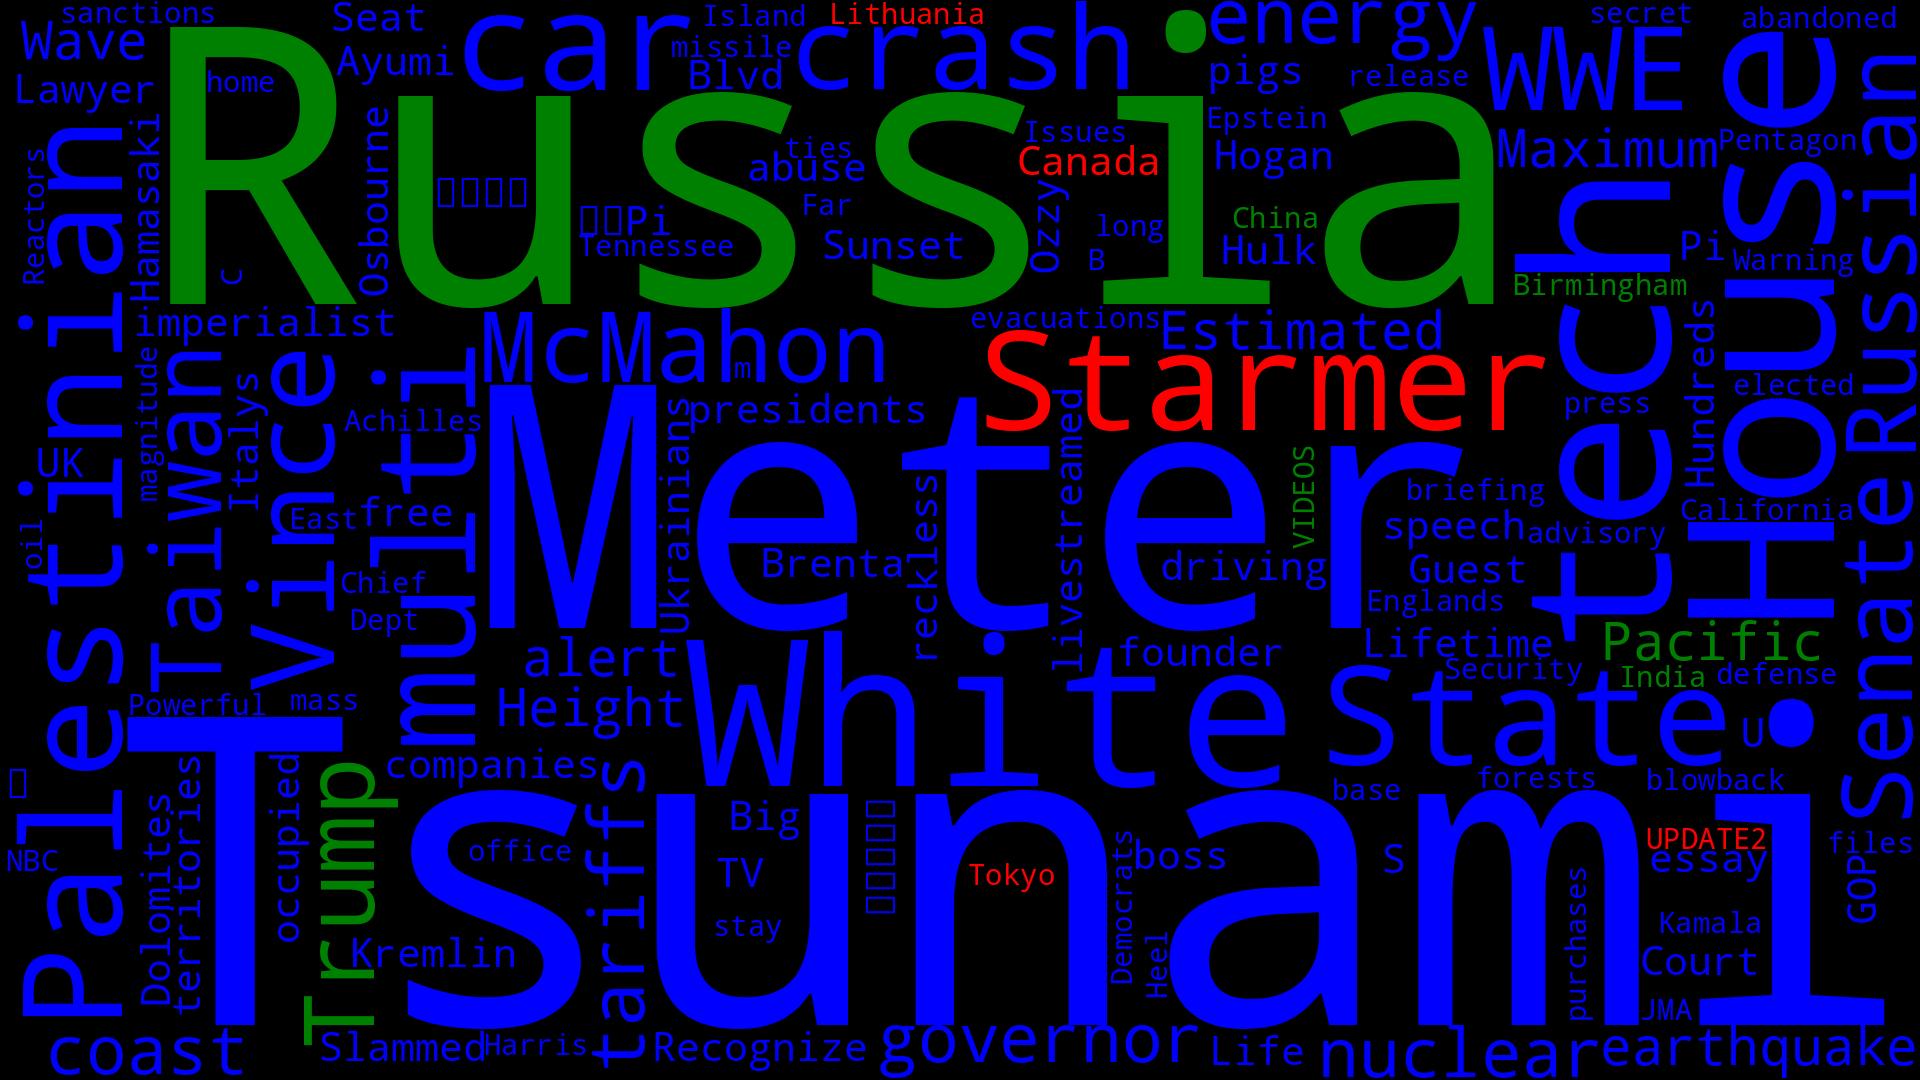 sanctions
Seat
car
Island
Lithuania
crash
energy
secret
abandoned
Wave
Ayumi
missile
Blvd
pigs
release
WWE
House
Russian
Lawyer
home
Russia
Epstein
Issues
Canada
Hogan
Maximum
Pentagon
Reactors
Palestinian
Hamasaki
Osbourne
ties
abuse
Far
Pi
Tennessee
Sunset
Ozzy
long
B
China
Hulk
tech
Pi
Warning
C
Birmingham
imperialist
McMahon
m
evacuations
Estimated
Starmer
Hundreds
elected
magnitude
Taiwan
Italys
Vince
multi
Achilles
presidents
Ukrainians
Meter
livestreamed
press
UK
East
free
VIDEOS
briefing
speech
advisory
California
Senate
oil
Chief
Dept
Brenta
reckless
driving
Guest
Englands
alert
founder
Lifetime
Pacific
Security
India
defense
Powerful
mass
Height
White
State
U
companies
base
forests
blowback
Dolomites
territories
occupied
Trump
tariffs
Tsunami
NBC
office
Big
TV
Tokyo
Democrats
boss
S
UPDATE2
essay
files
GOP
stay
Heel
purchases
Kamala
Kremlin
Court
JMA
coast
Slammed
Harris
Recognize
governor
Life
nuclear
earthquake